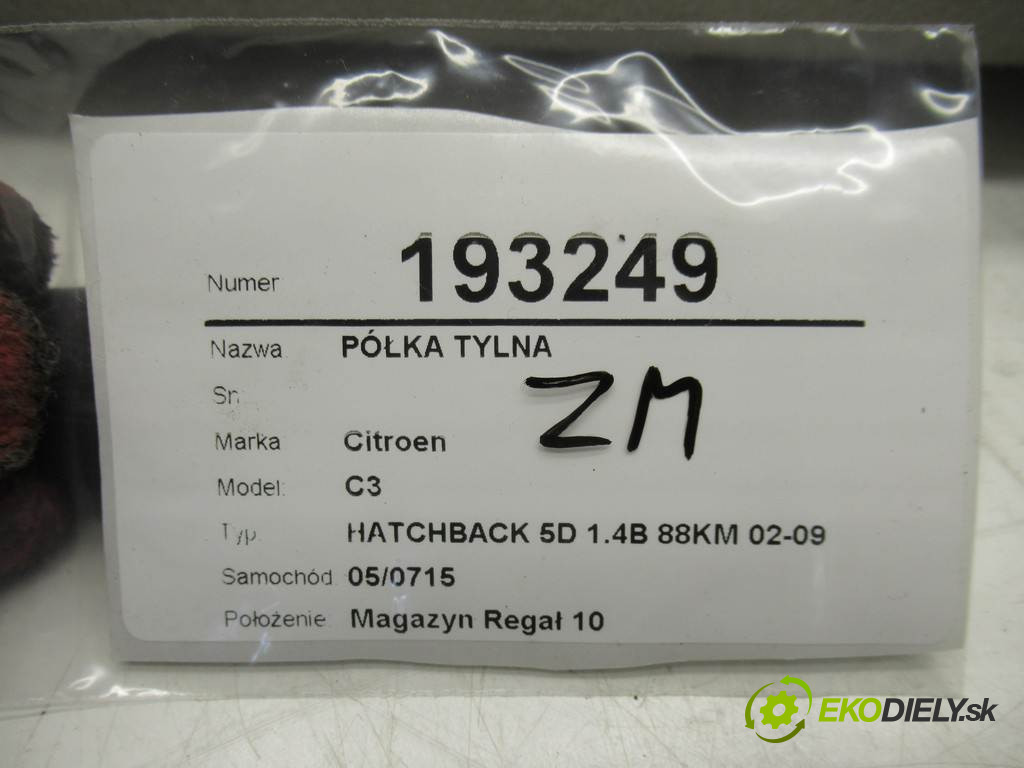 Numer 193249
Nazwa PÓŁKA TYLNA
Sn
ZM
Marka Citroen
Model: C3
Typ. HATCHBACK 5D 1.4B 88KM 02-09
Samochód 05/0715
Położenie Magazyn Regał 10
EKODIELY.sk